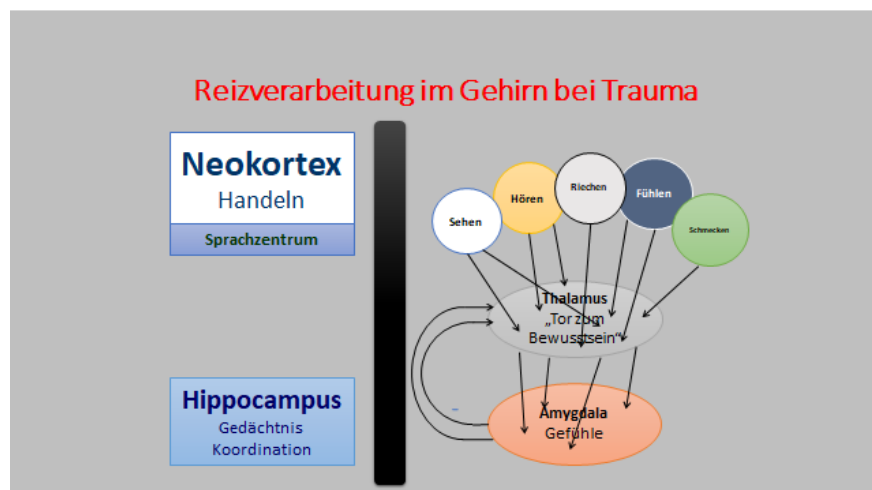 Reizverarbeitung im Gehirn bei Trauma
Neokortex
Handeln
Sprachzentrum
Sehen
Hören
Riechen
Fühlen
Schmecken
Thalamus
„Tor zum
Bewusstsein“
Hippocampus
Gedächtnis
Koordination
Amygdala
Gefühle